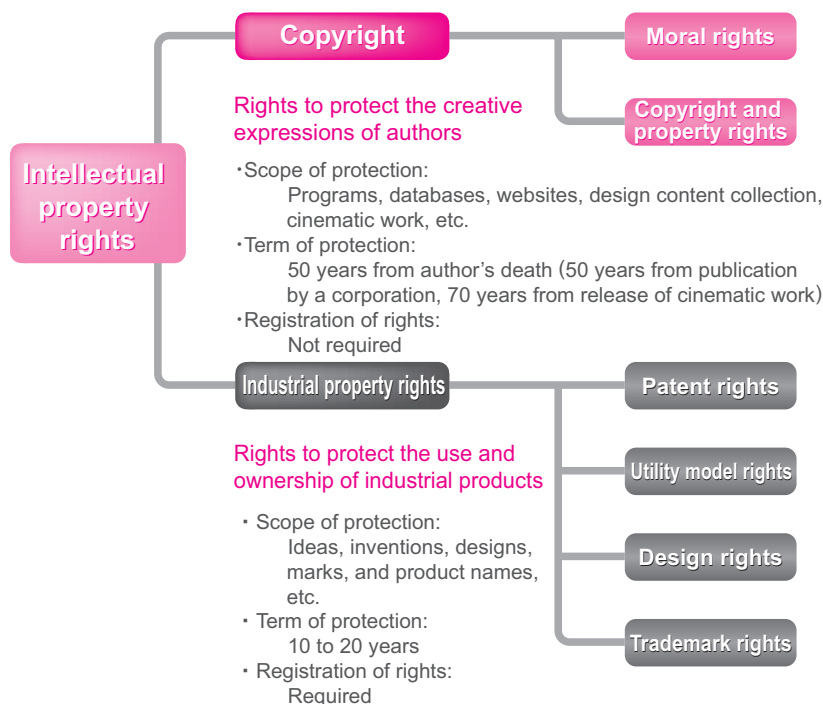 Intellectual
property
rights
Copyright
Moral rights
Copyright and
property rights
Rights to protect the creative
expressions of authors
・Scope of protection:
Programs, databases, websites, design content collection,
cinematic work, etc.
・Term of protection:
50 years from author’s death (50 years from publication
by a corporation, 70 years from release of cinematic work)
・Registration of rights:
Not required
Industrial property rights
Patent rights
Utility model rights
Design rights
Trademark rights
Rights to protect the use and
ownership of industrial products
・Scope of protection:
Ideas, inventions, designs,
marks, and product names,
etc.
・Term of protection:
10 to 20 years
・Registration of rights:
Required